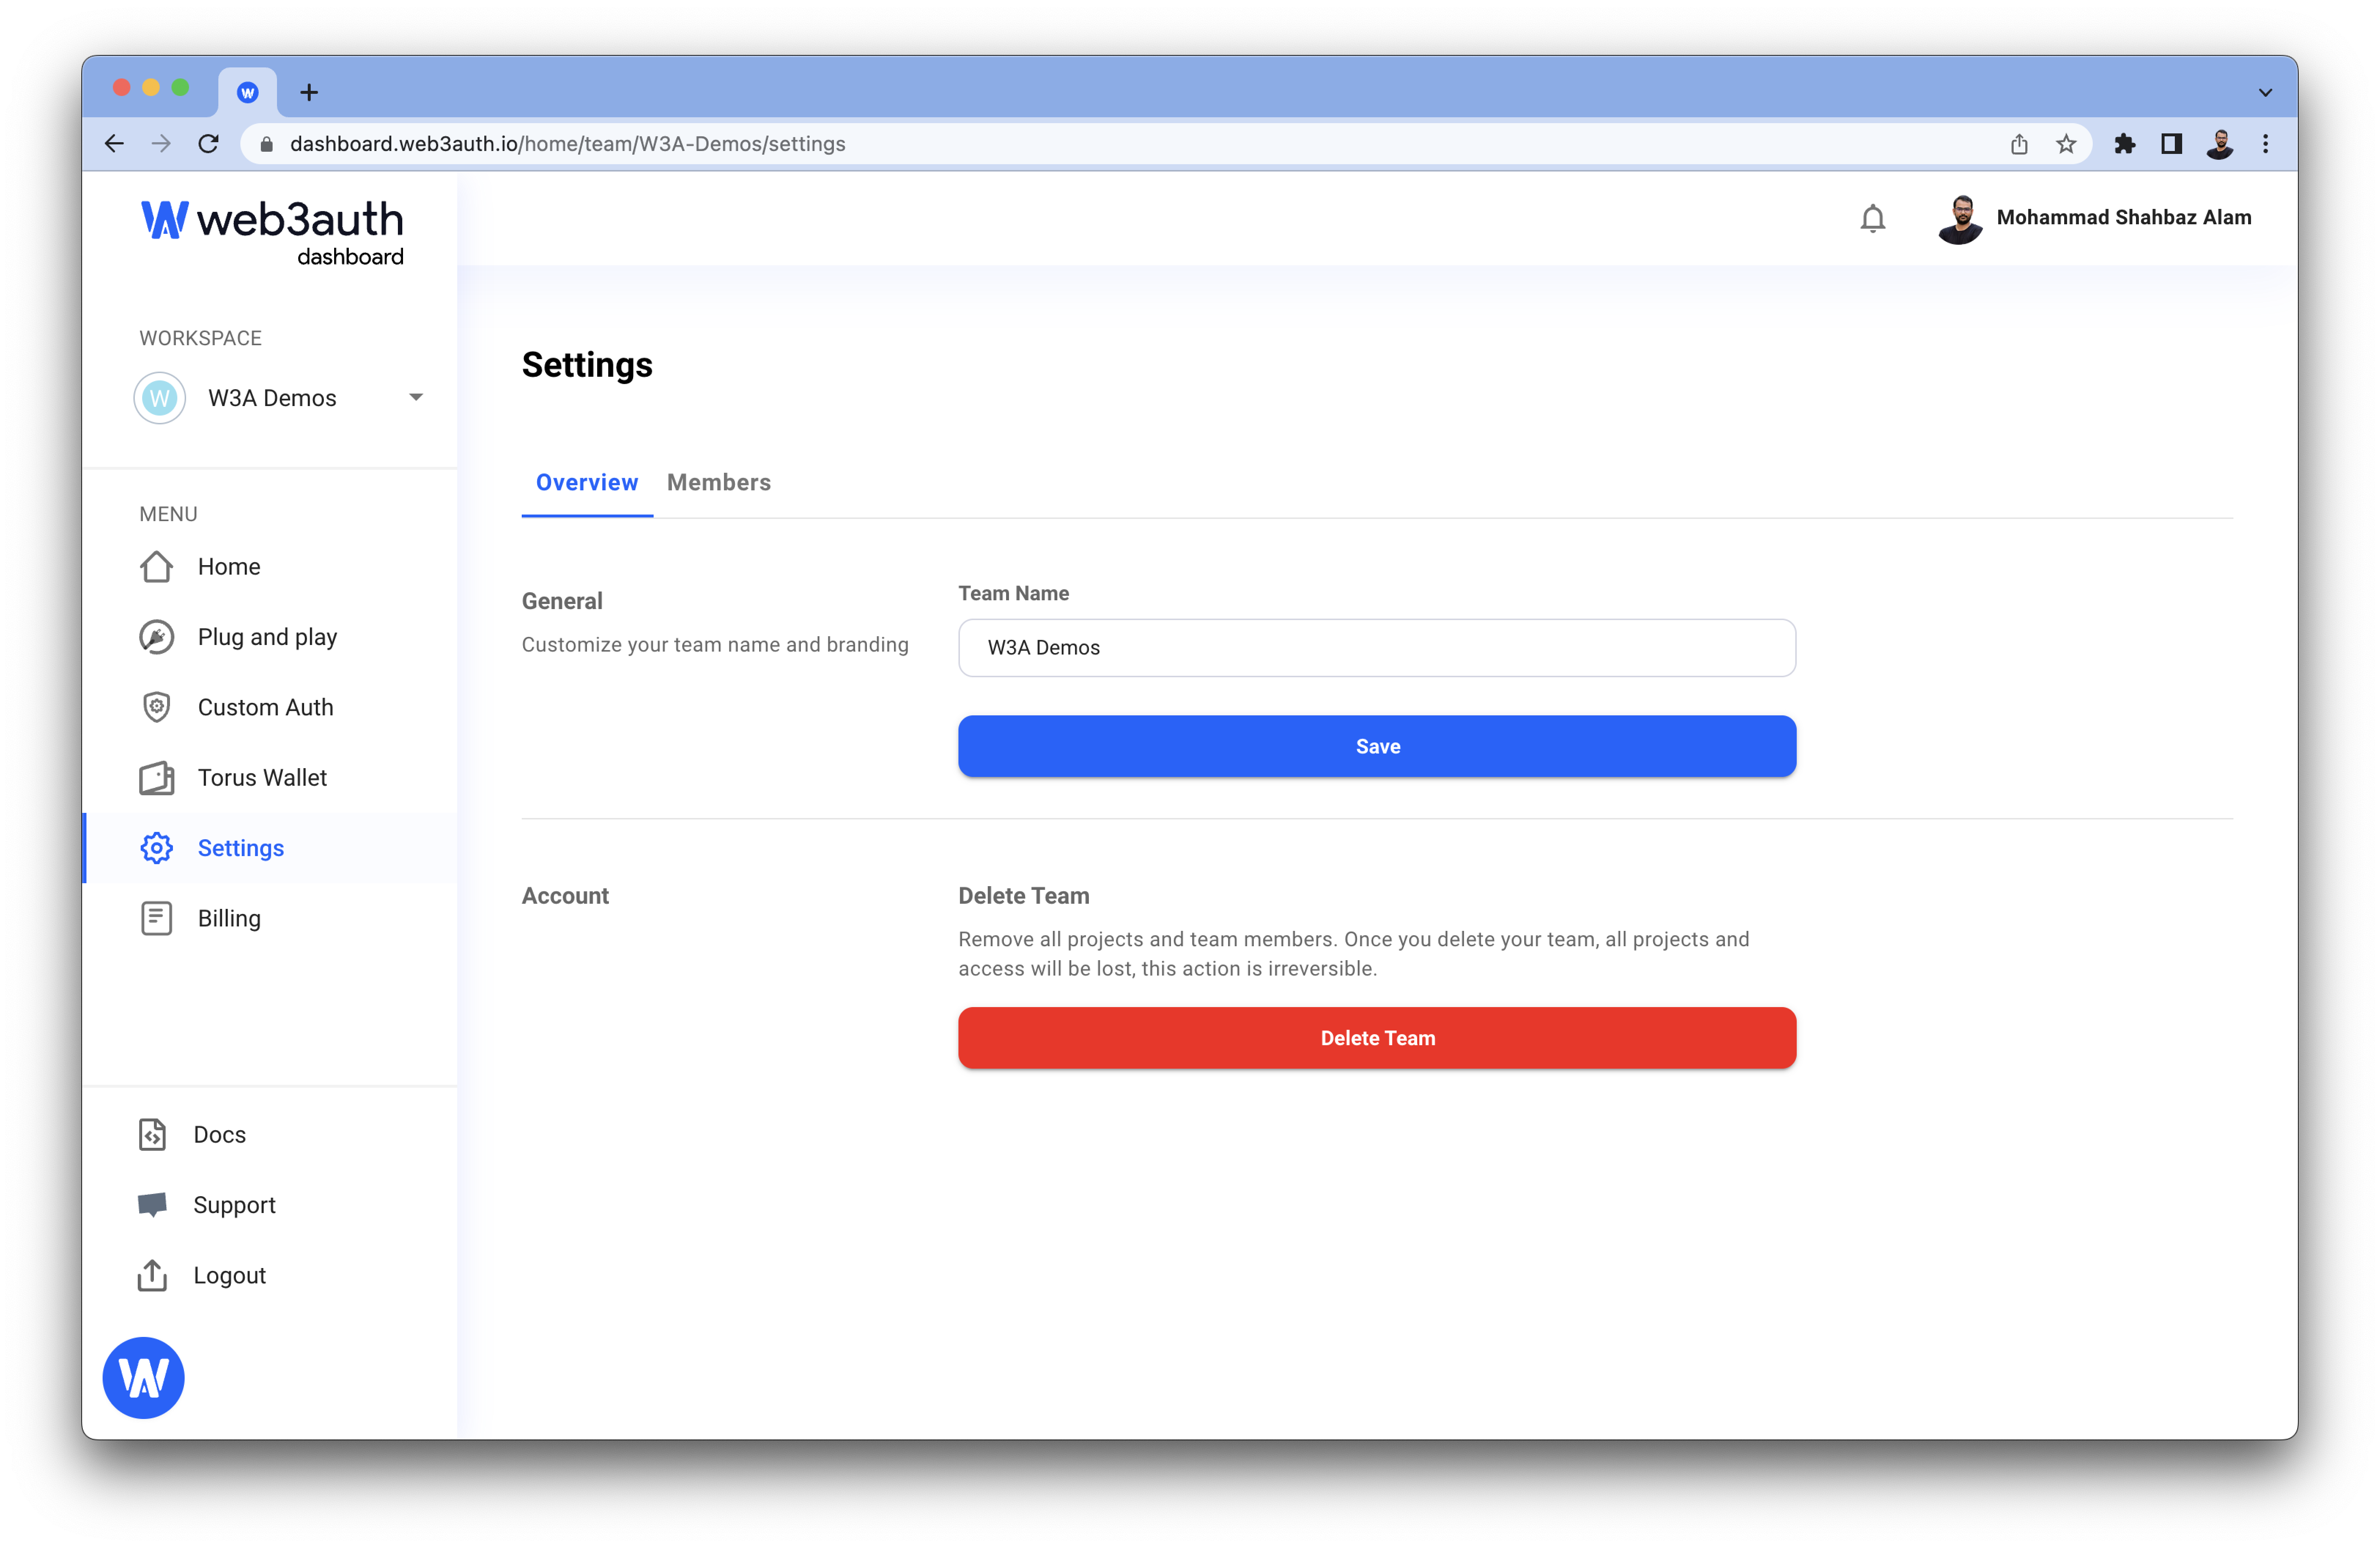 dashboard.web3auth.io/home/team/W3A-Demos/settings
web3auth
dashboard
Mohammad Shahbaz Alam
WORKSPACE
W
W3A Demos
MENU
Home
Plug and play
Custom Auth
Torus Wallet
Settings
Billing
Docs
Support
Logout
Settings
Overview Members
General
Customize your team name and branding
Team Name
W3A Demos
Save
Account
Delete Team
Remove all projects and team members. Once you delete your team, all projects and
access will be lost, this action is irreversible.
Delete Team